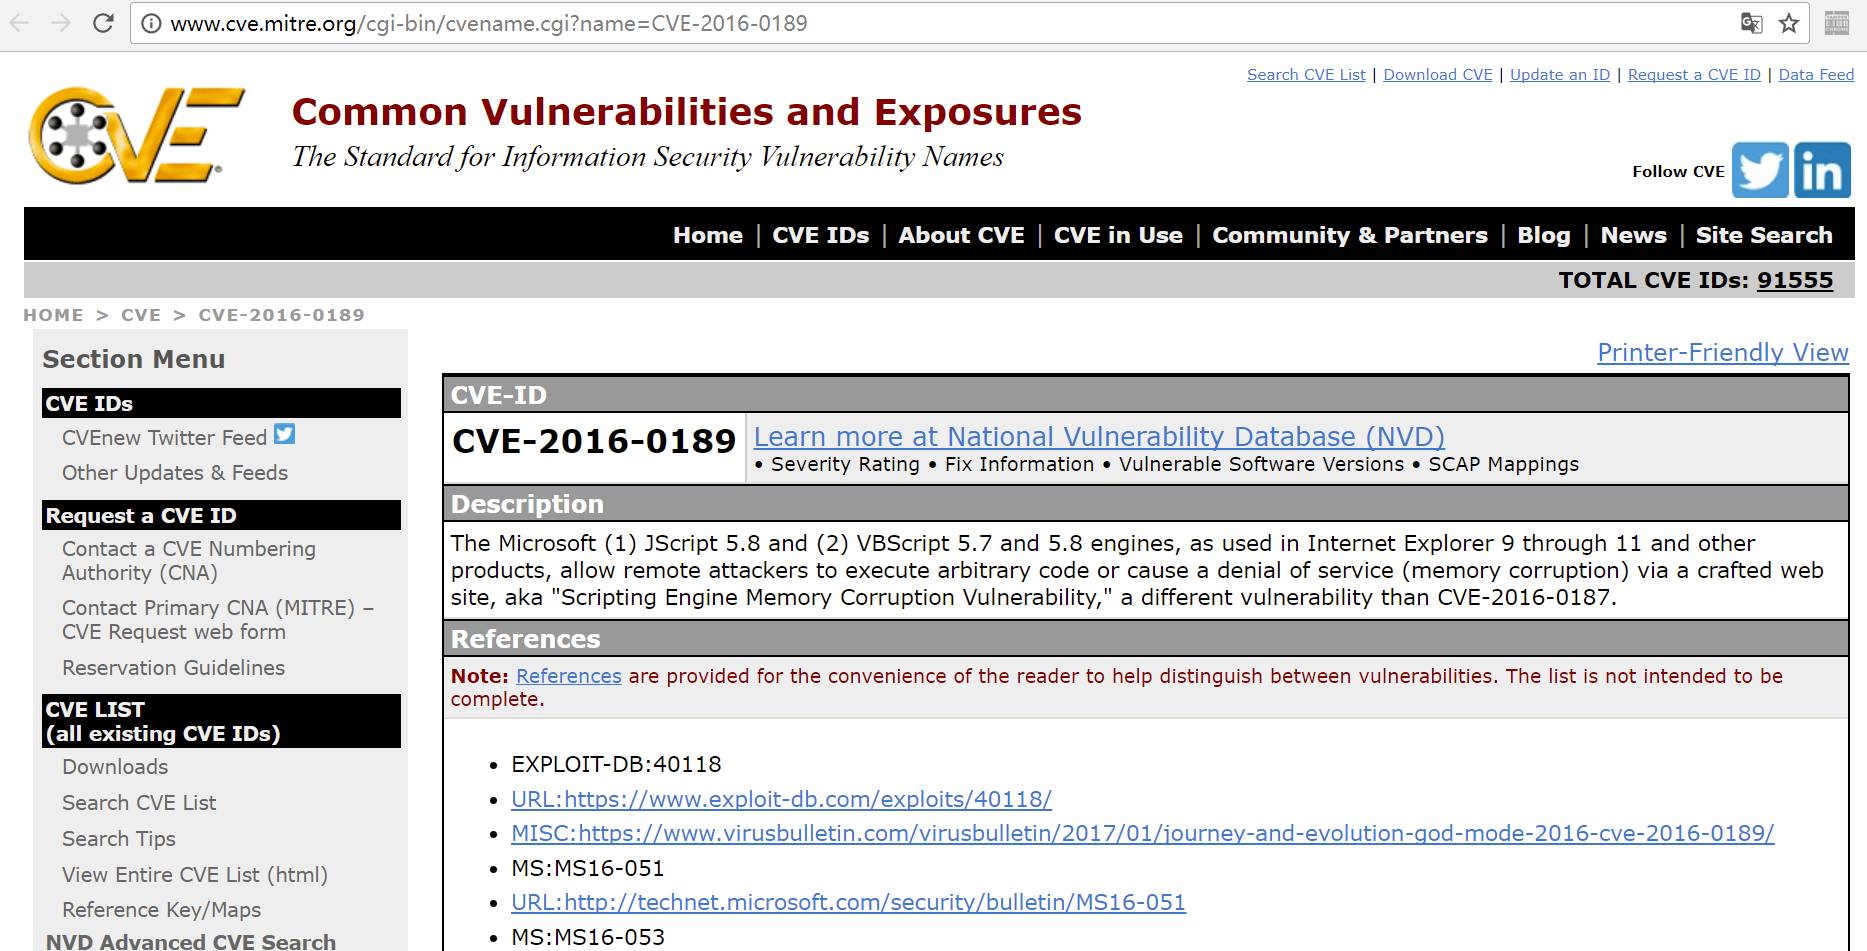 www.cve.mitre.org/cgi-bin/cvename.cgi?name=CVE-2016-0189
Search CVE List | Download CVE | Update an ID | Request a CVE ID | Data Feed
CVE
Common Vulnerabilities and Exposures
The Standard for Information Security Vulnerability Names
Follow CVE
Home | CVE IDs | About CVE | CVE in Use | Community & Partners | Blog | News | Site Search
TOTAL CVE IDs: 91555
HOME > CVE > CVE-2016-0189
Section Menu
CVE IDs
CVEnew Twitter Feed
Other Updates & Feeds
Request a CVE ID
Contact a CVE Numbering
Authority (CNA)
Contact Primary CNA (MITRE) –
CVE Request web form
Reservation Guidelines
CVE LIST
(all existing CVE IDs)
Downloads
Search CVE List
Search Tips
View Entire CVE List (html)
Reference Key/Maps
NVD Advanced CVE Search
Printer-Friendly View
CVE-ID
CVE-2016-0189
Learn more at National Vulnerability Database (NVD)
• Severity Rating • Fix Information • Vulnerable Software Versions • SCAP Mappings
Description
The Microsoft (1) JScript 5.8 and (2) VBScript 5.7 and 5.8 engines, as used in Internet Explorer 9 through 11 and other
products, allow remote attackers to execute arbitrary code or cause a denial of service (memory corruption) via a crafted web
site, aka "Scripting Engine Memory Corruption Vulnerability," a different vulnerability than CVE-2016-0187.
References
Note: References are provided for the convenience of the reader to help distinguish between vulnerabilities. The list is not intended to be
complete.
• EXPLOIT-DB:40118
• URL:https://www.exploit-db.com/exploits/40118/
• MISC:https://www.virusbulletin.com/virusbulletin/2017/01/journey-and-evolution-god-mode-2016-cve-2016-0189/
• MS:MS16-051
• URL:http://technet.microsoft.com/security/bulletin/MS16-051
• MS:MS16-053